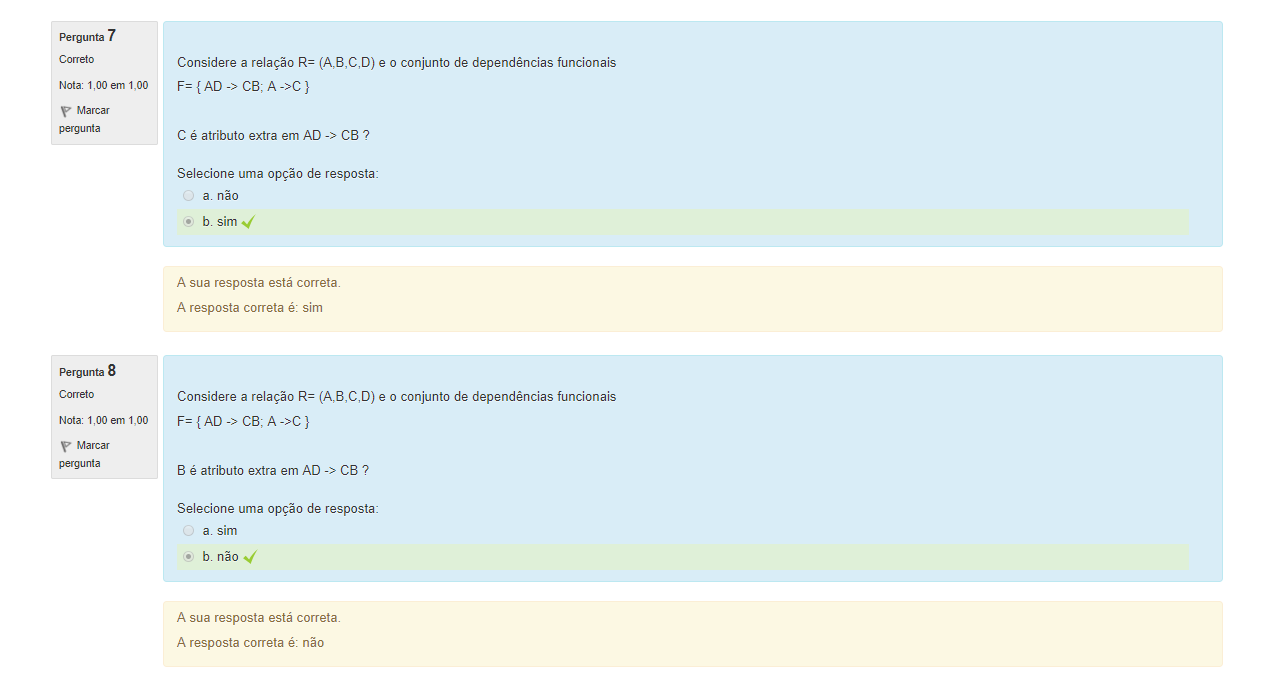 Pergunta 7
Correto
Nota: 1,00 em 1,00
Marcar
pergunta
Considere a relação R= (A,B,C,D) e o conjunto de dependências funcionais
F= { AD -> CB; A ->C }
C é atributo extra em AD -> CB ?
Selecione uma opção de resposta:
a. não
b. sim
A sua resposta está correta.
A resposta correta é: sim
Pergunta 8
Correto
Nota: 1,00 em 1,00
Marcar
pergunta
Considere a relação R= (A,B,C,D) e o conjunto de dependências funcionais
F= { AD -> CB; A ->C }
B é atributo extra em AD -> CB ?
Selecione uma opção de resposta:
a. sim
b. não
A sua resposta está correta.
A resposta correta é: não